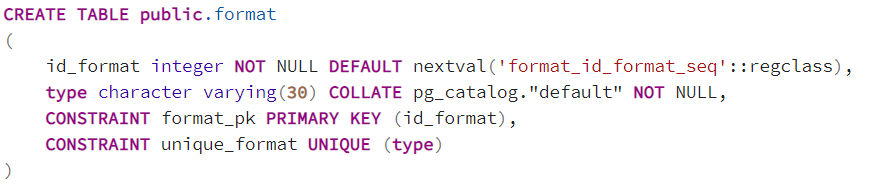 CREATE TABLE public.format
(
    id_format integer NOT NULL DEFAULT nextval('format_id_format_seq'::regclass),
    type character varying(30) COLLATE pg_catalog."default" NOT NULL,
    CONSTRAINT format_pk PRIMARY KEY (id_format),
    CONSTRAINT unique_format UNIQUE (type)
)